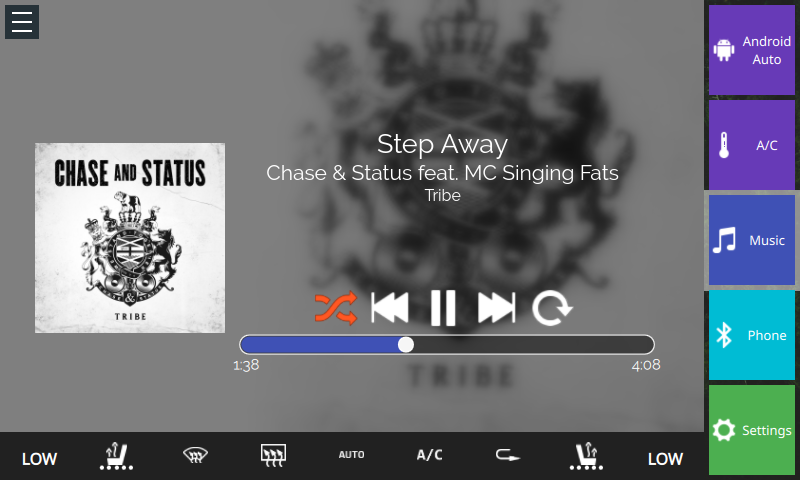 Android
Auto
A/C
Music
Phone
Settings
Step Away
Chase & Status feat. MC Singing Fats
Tribe
CHASE AND STATUS
&
TRIBE
1:38
4:08
TRIBE
LOW
AUTO
A/C
LOW